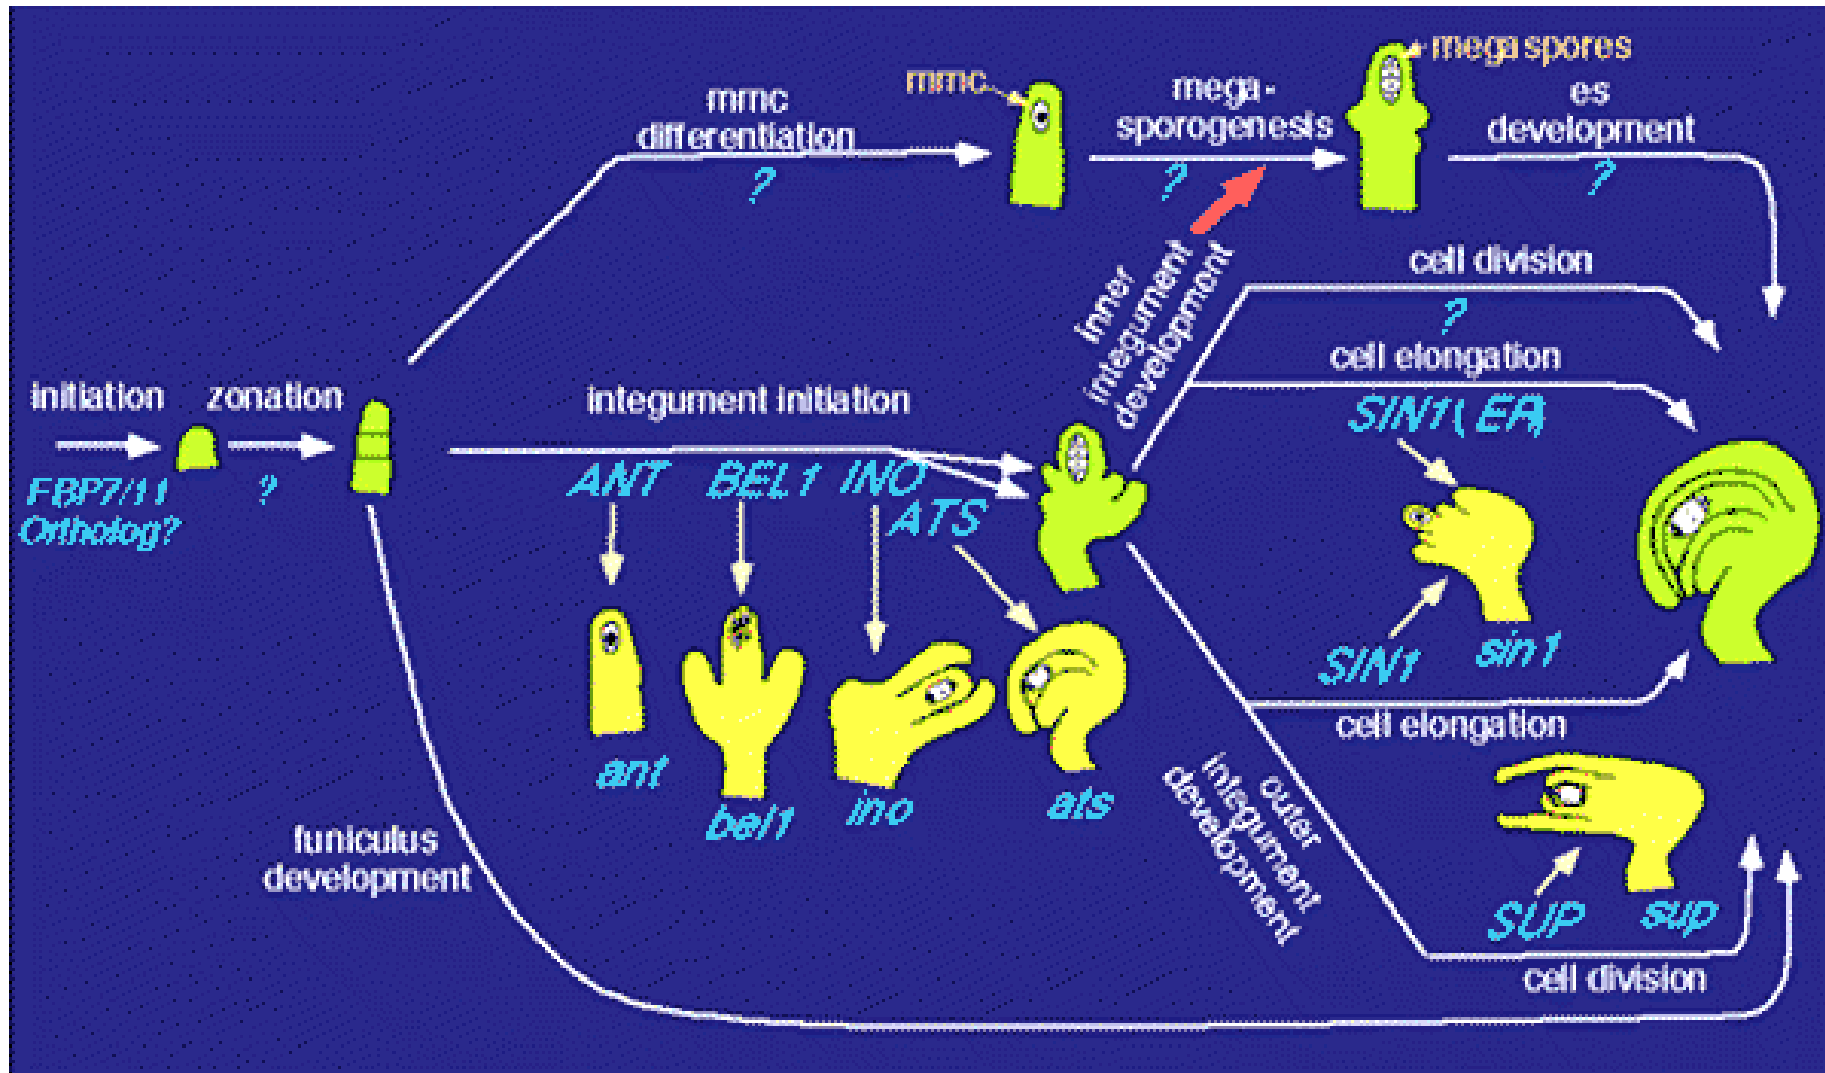 mega spores
mmc
mmc
differentiation
?
mega-
sporogenesis
?
es
development
?
inner
integument
development
cell division
?
cell elongation
SIN1 ( EA)
initiation
zonation
integument initiation
FBP7/11
Ortholog?
?
ANT
BEL1
INO
ATS
SIN1
sin1
cell elongation
ant
bel1
ino
ats
outer
integument
development
funiculus
development
SUP
sup
cell division